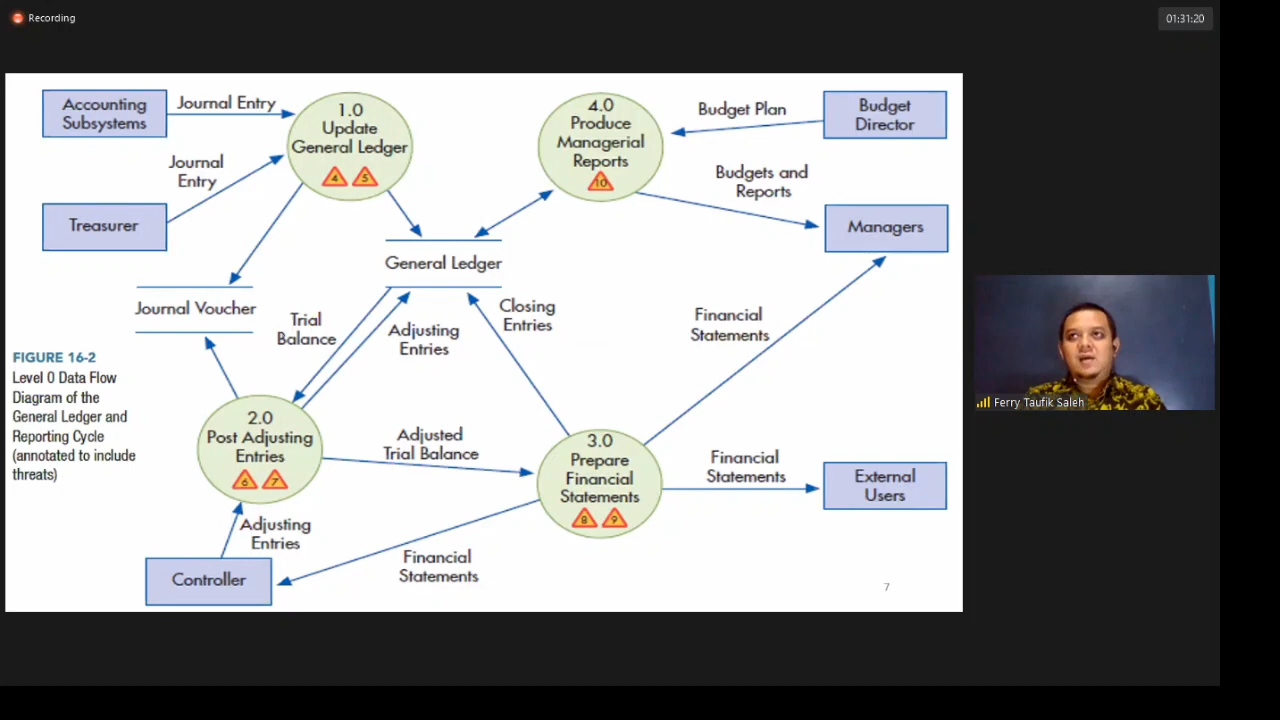 Recording
01:31:20
Accounting
Subsystems
Journal Entry
1.0
Update
General Ledger
4
5
4.0
Produce
Managerial
Reports
10
Budget Plan
Budget
Director
Journal
Entry
Budgets and
Reports
Treasurer
Managers
General Ledger
Journal Voucher
Trial
Balance
Adjusting
Entries
Closing
Entries
Financial
Statements
FIGURE 16-2
Level 0 Data Flow
Diagram of the
General Ledger and
Reporting Cycle
(annotated to include
threats)
2.0
Post Adjusting
Entries
6
7
Adjusted
Trial Balance
3.0
Prepare
Financial
Statements
8
9
Financial
Statements
External
Users
Adjusting
Entries
Financial
Statements
Controller
7
Ferry Taufik Saleh